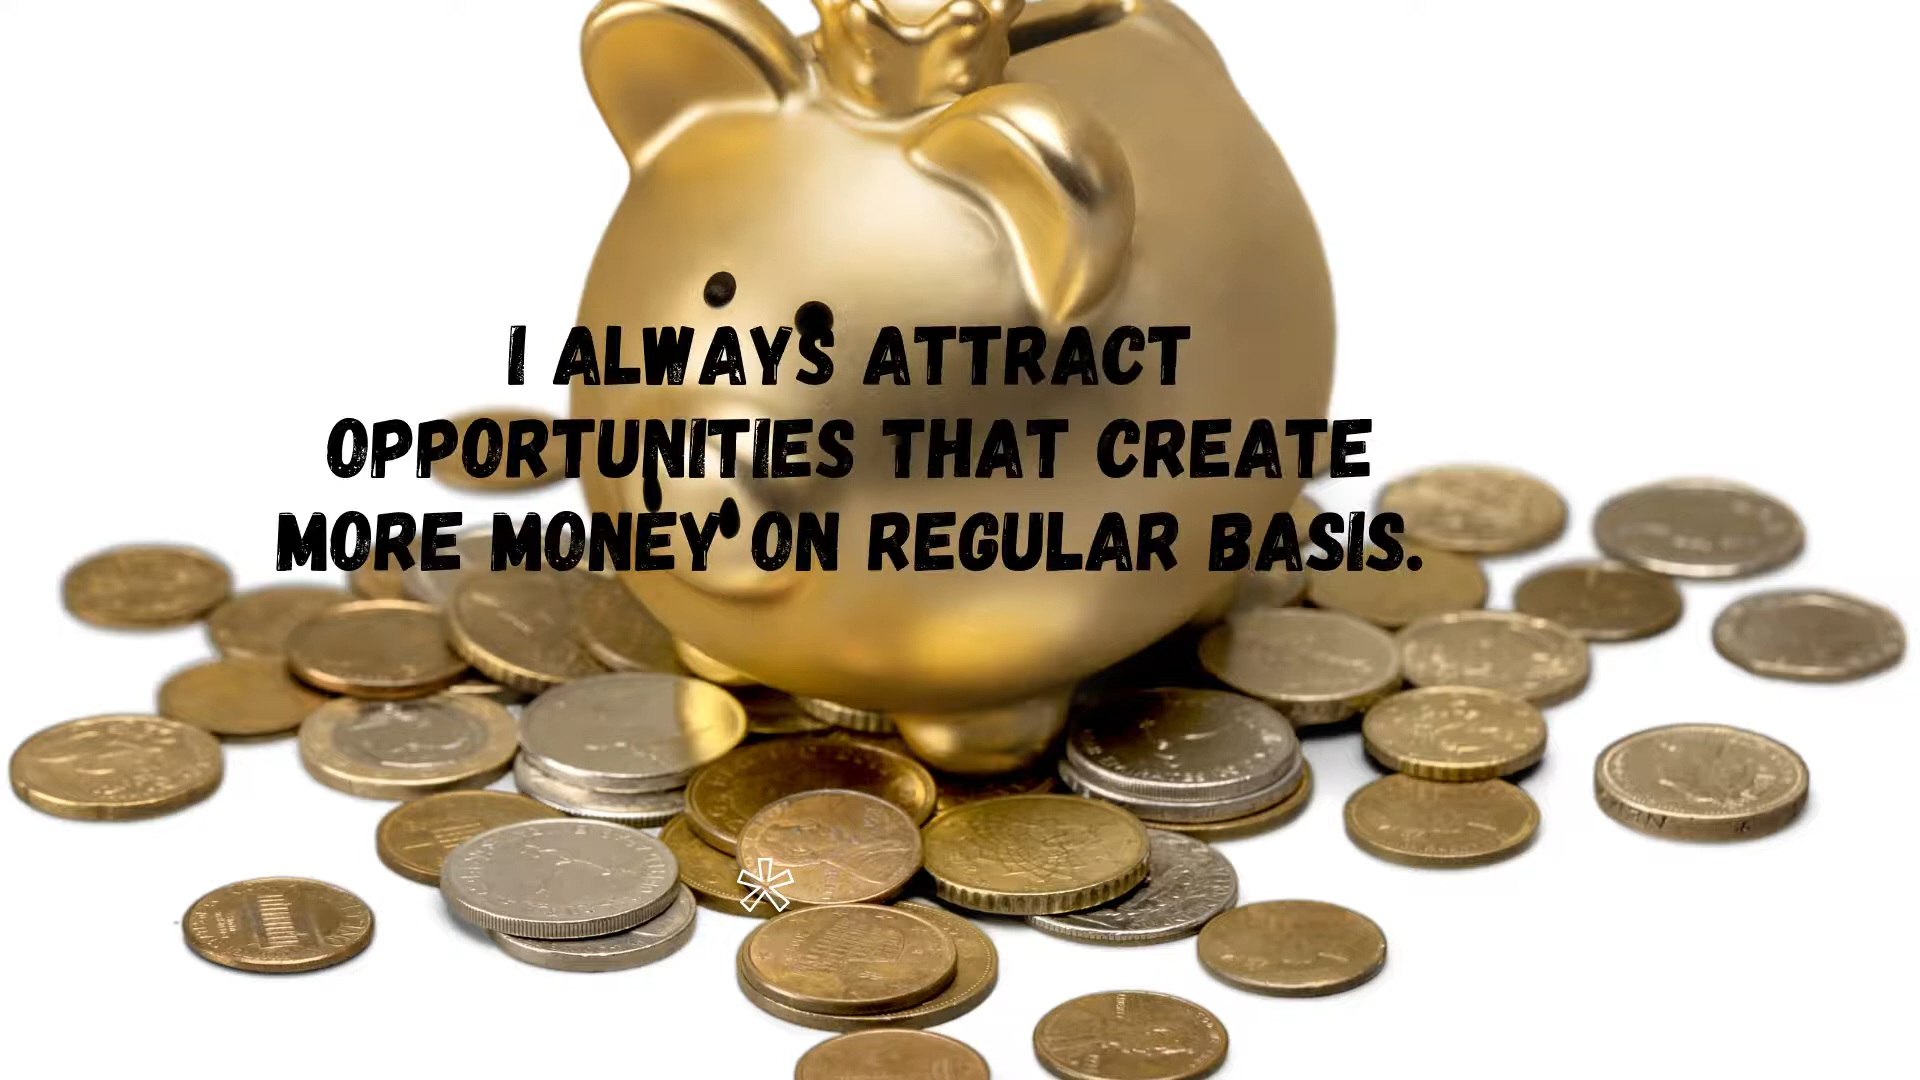 I ALWAYS ATTRACT
OPPORTUNITIES THAT CREATE
MORE MONEY ON REGULAR BASIS.